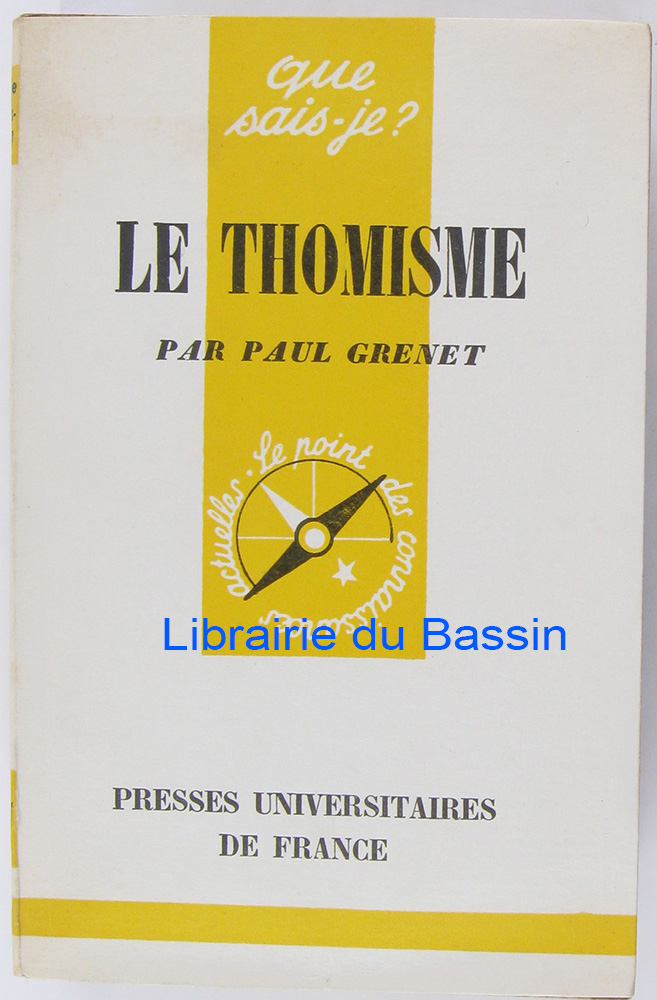 que
sais-je?
LE THOMISME
PAR PAUL GRENET
Le point des connaissances actuelles.
Librairie du Bassin
PRESSES UNIVERSITAIRES
DE FRANCE